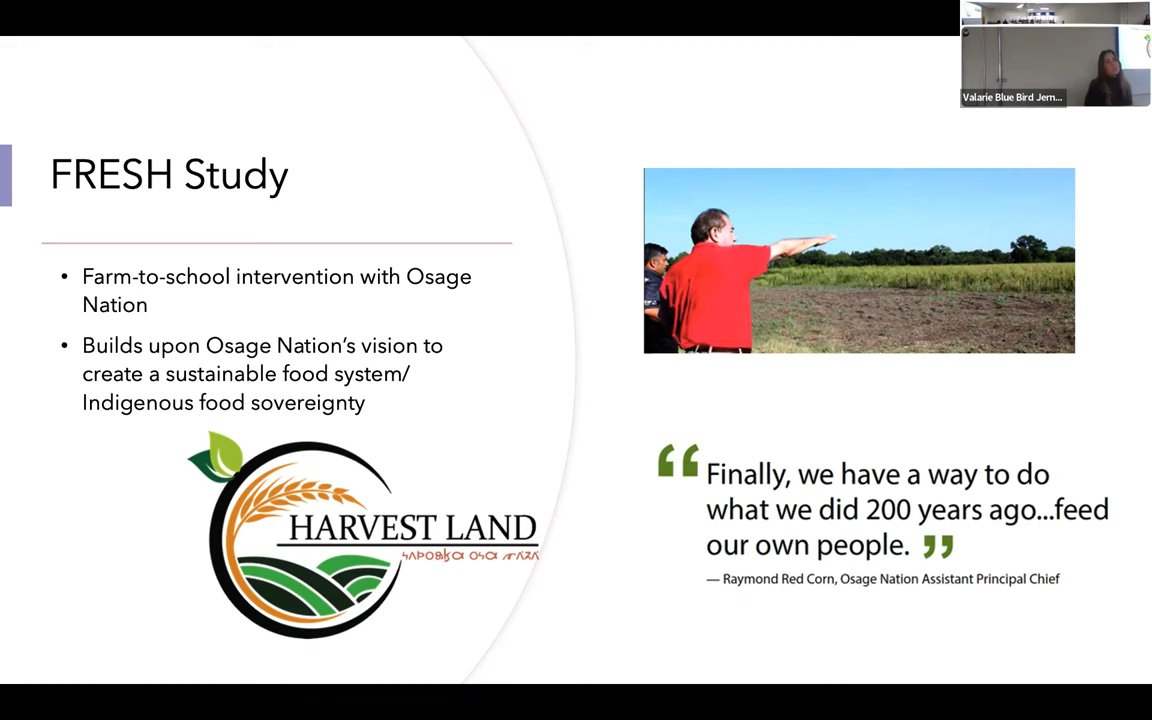 Valarie Blue Bird Jern...
FRESH Study
• Farm-to-school intervention with Osage
Nation
• Builds upon Osage Nation's vision to
create a sustainable food system/
Indigenous food sovereignty
HARVEST LAND
“Finally, we have a way to do
what we did 200 years ago...feed
our own people.”
— Raymond Red Corn, Osage Nation Assistant Principal Chief